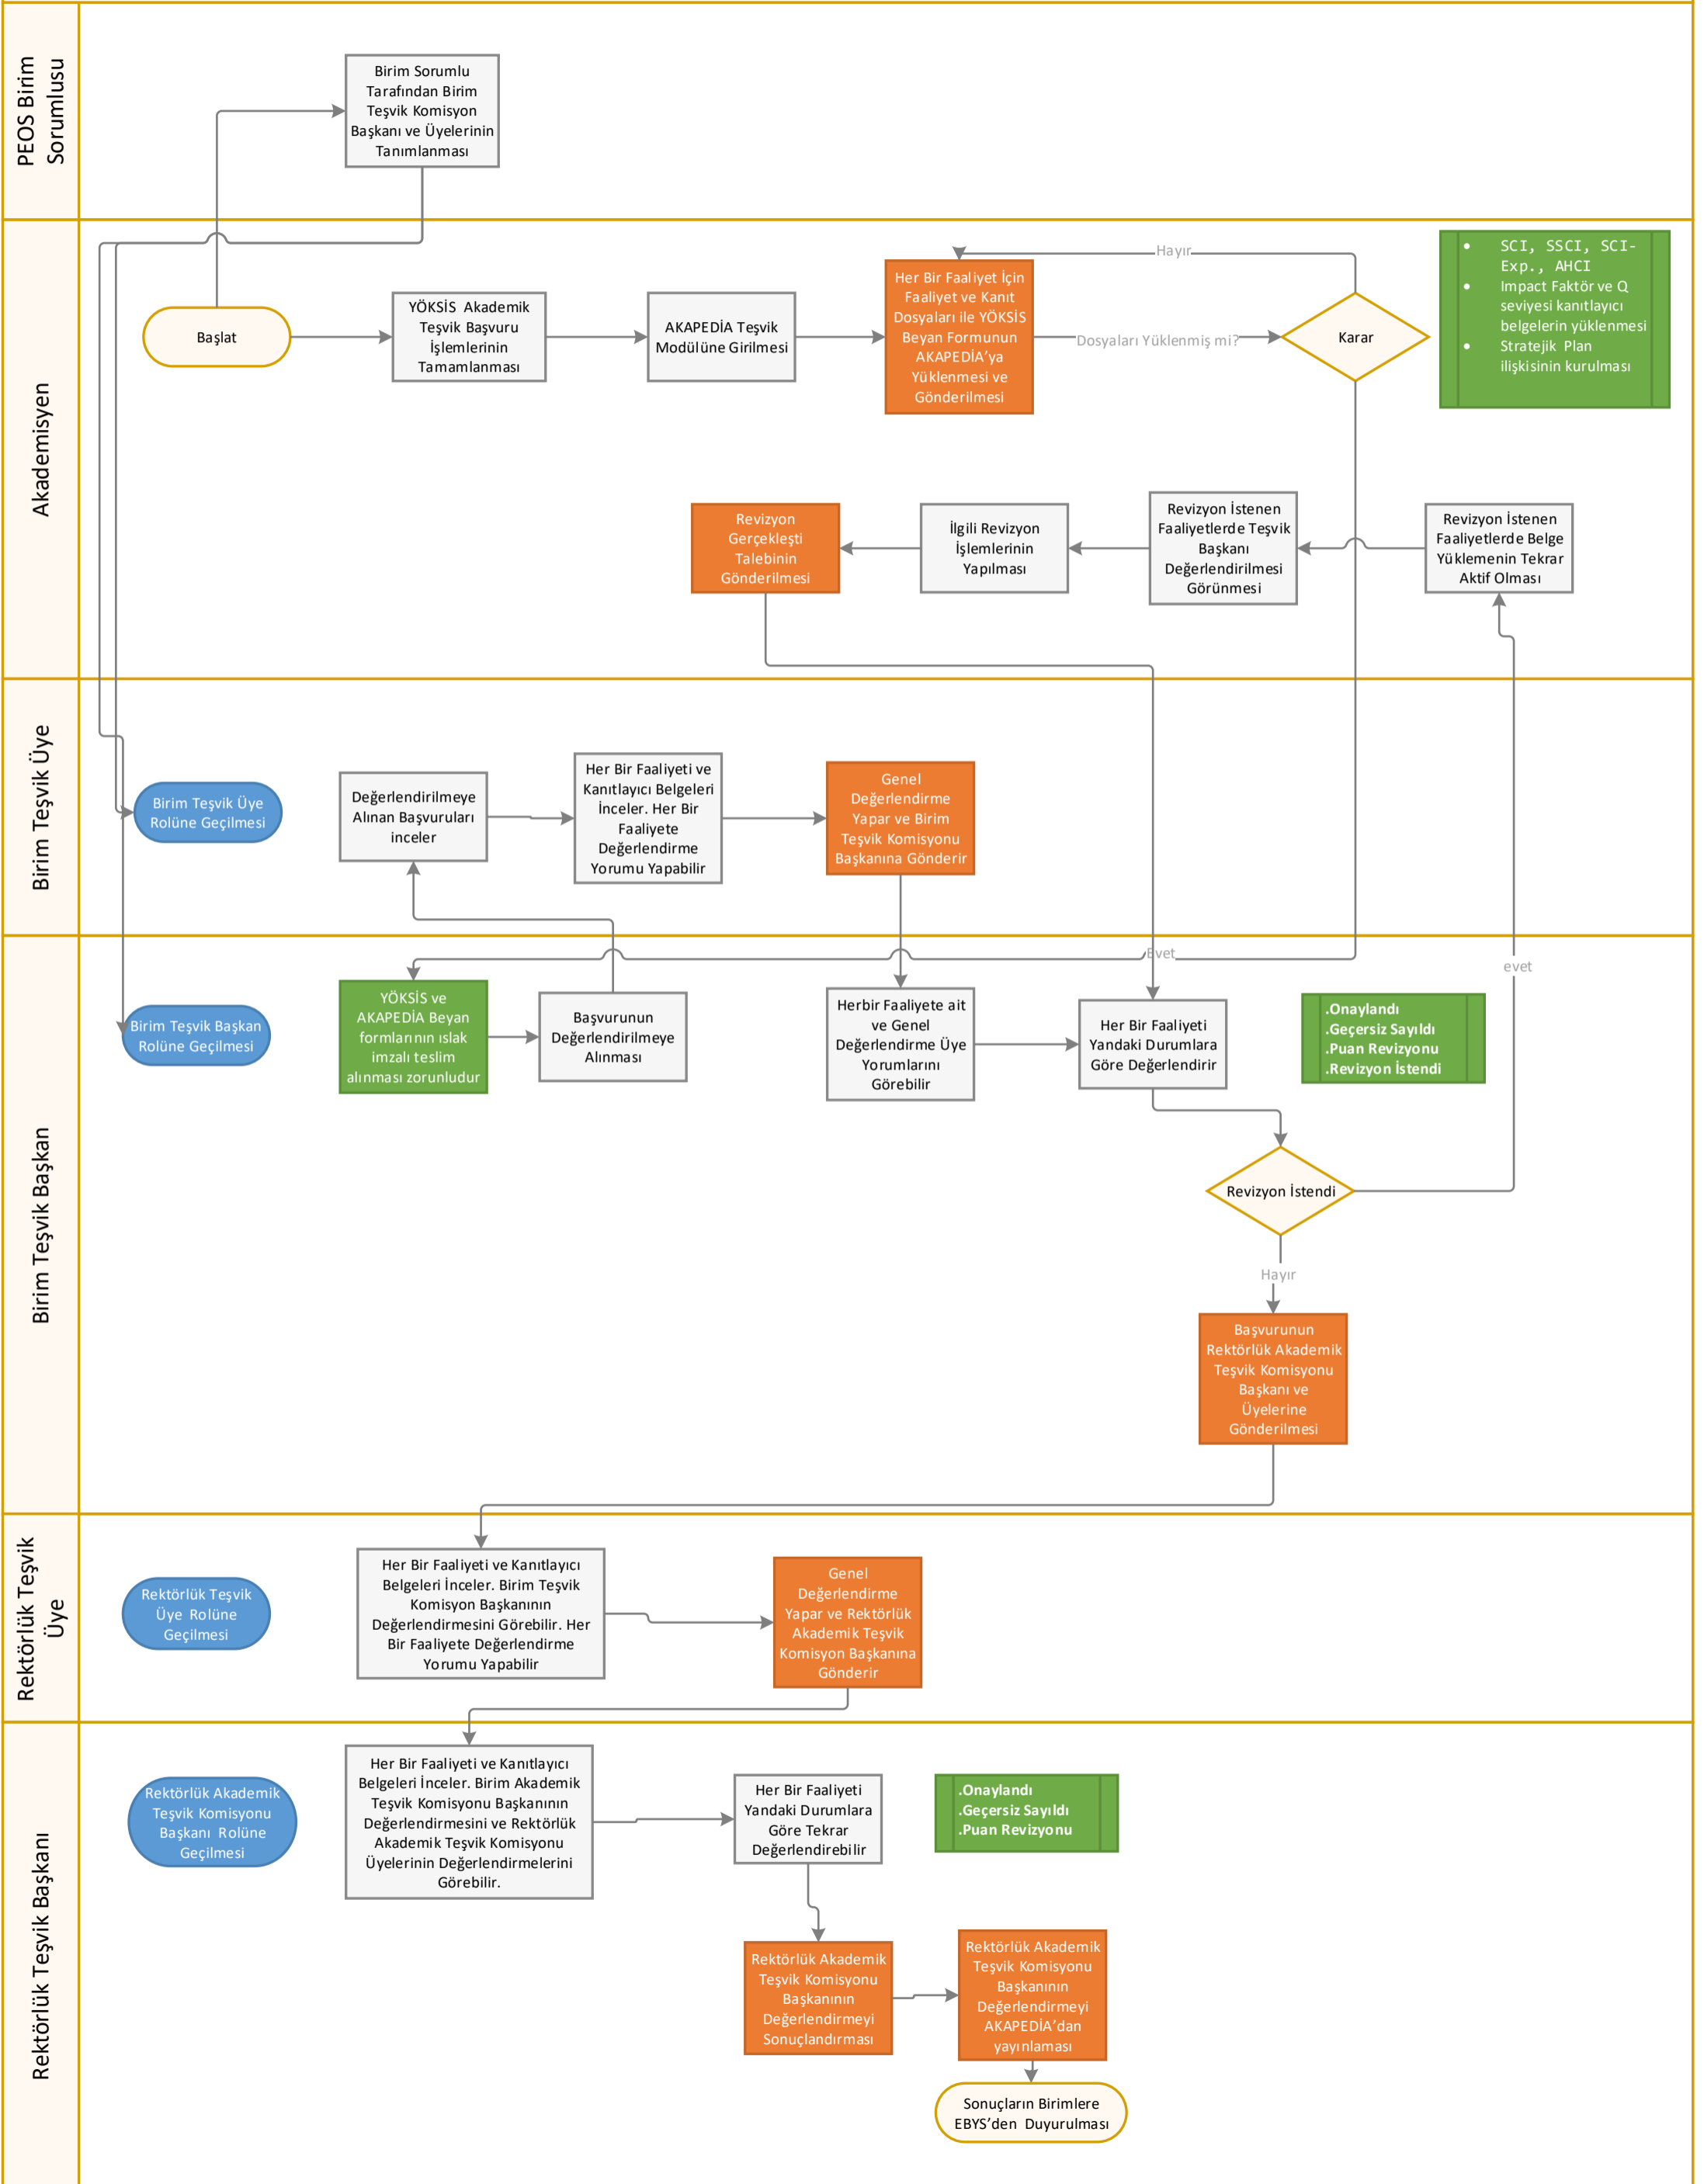 PEOS Birim
Sorumlusu
Birim Sorumlu
Tarafından Birim
Teşvik Komisyon
Başkanı ve Üyelerinin
Tanımlanması
Akademisyen
Başlat
YÖKSİS  Akademik
Teşvik Başvuru
İşlemlerinin
Tamamlanması
AKAPEDİA Teşvik
Modülüne Girilmesi
Her Bir Faaliyet İçin
Faaliyet ve Kanıt
Dosyaları ile YÖKSİS
Beyan Formunun
AKAPEDİA’ya
Yüklenmesi ve
Gönderilmesi
Hayır
Dosyaları Yüklenmiş mi?
Karar
• SCI, SSCI, SCI-
Exp., AHCI
• Impact Faktör ve Q
seviyesi kanıtlayıcı
belgelerin yüklenmesi
• Stratejik  Plan
ilişkisinin kurulması
Revizyon
Gerçekleşti
Talebinin
Gönderilmesi
İlgili Revizyon
İşlemlerinin
Yapılması
Revizyon İstenen
Faaliyetlerde Teşvik
Başkanı
Değerlendirilmesi
Görünmesi
Revizyon İstenen
Faaliyetlerde Belge
Yüklemenin Tekrar
Aktif Olması
Birim Teşvik Üye
Birim Teşvik Üye
Rolüne Geçilmesi
Değerlendirilmeye
Alınan Başvuruları
inceler
Her Bir Faaliyeti ve
Kanıtlayıcı Belgeleri
İnceler. Her Bir
Faaliyete
Değerlendirme
Yorumu Yapabilir
Genel
Değerlendirme
Yapar ve Birim
Teşvik Komisyonu
Başkanına Gönderir
Birim Teşvik Başkan
Evet
evet
Birim Teşvik Başkan
Rolüne Geçilmesi
YÖKSİS ve
AKAPEDİA Beyan
formlarının ıslak
imzalı teslim
alınması zorunludur
Başvurunun
Değerlendirilmeye
Alınması
Herbir Faaliyete ait
ve Genel
Değerlendirme Üye
Yorumlarını
Görebilir
Her Bir Faaliyeti
Yandaki Durumlara
Göre Değerlendirir
.Onaylandı
.Geçersiz Sayıldı
.Puan Revizyonu
.Revizyon İstendi
Revizyon İstendi
Hayır
Başvurunun
Rektörlük Akademik
Teşvik Komisyonu
Başkanı ve
Üyelerine
Gönderilmesi
Rektörlük Teşvik
Üye
Rektörlük Teşvik
Üye  Rolüne
Geçilmesi
Her Bir Faaliyeti ve Kanıtlayıcı
Belgeleri İnceler. Birim Teşvik
Komisyon Başkanının
Değerlendirmesini Görebilir. Her
Bir Faaliyete Değerlendirme
Yorumu Yapabilir
Genel
Değerlendirme
Yapar ve Rektörlük
Akademik Teşvik
Komisyon Başkanına
Gönderir
Rektörlük Teşvik Başkanı
Rektörlük Akademik
Teşvik Komisyonu
Başkanı  Rolüne
Geçilmesi
Her Bir Faaliyeti ve Kanıtlayıcı
Belgeleri İnceler. Birim Akademik
Teşvik Komisyonu Başkanının
Değerlendirmesini ve Rektörlük
Akademik Teşvik Komisyonu
Üyelerinin Değerlendirmelerini
Görebilir.
Her Bir Faaliyeti
Yandaki Durumlara
Göre Tekrar
Değerlendirebilir
.Onaylandı
.Geçersiz Sayıldı
.Puan Revizyonu
Rektörlük Akademik
Teşvik Komisyonu
Başkanının
Değerlendirmeyi
Sonuçlandırması
Rektörlük Akademik
Teşvik Komisyonu
Başkanının
Değerlendirmeyi
AKAPEDİA’dan
yayınlaması
Sonuçların Birimlere
EBYS’den  Duyurulması